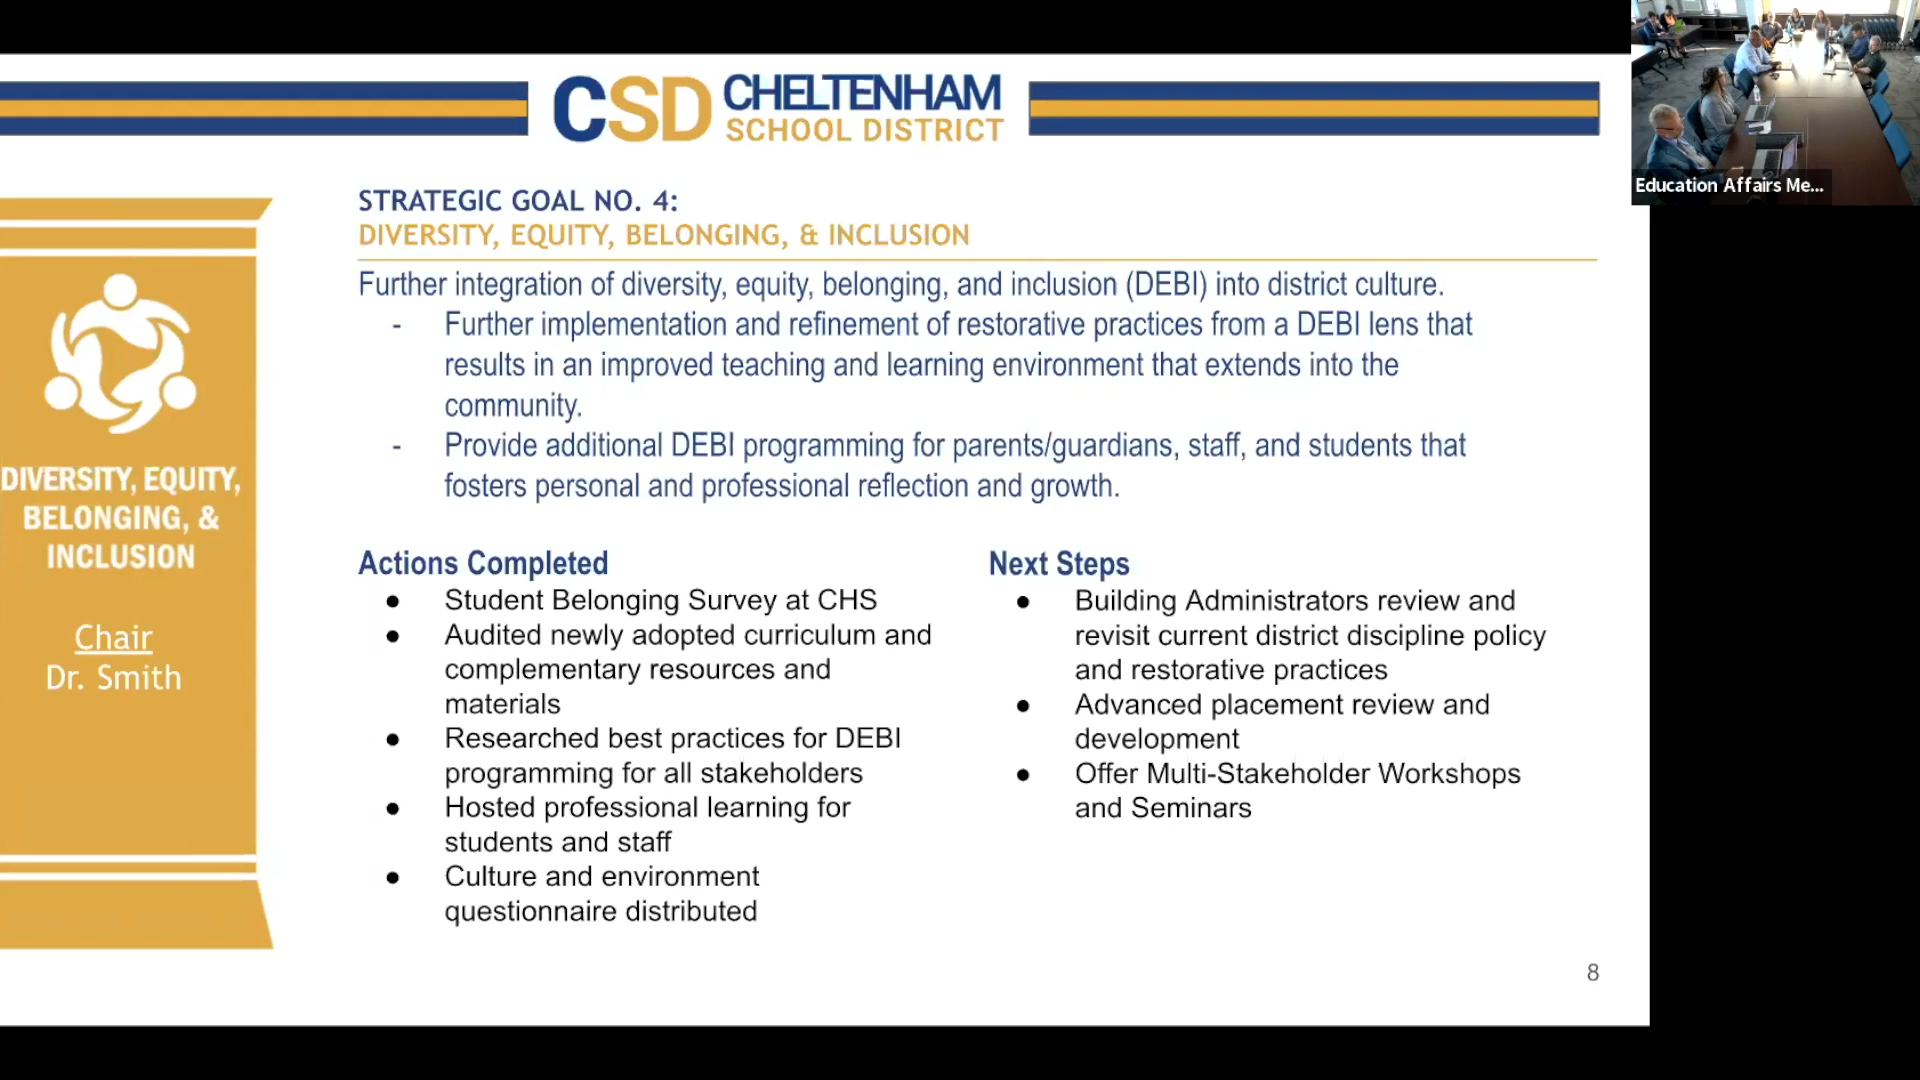 CSD CHELTENHAM
SCHOOL DISTRICT
Education Affairs Me...
STRATEGIC GOAL NO. 4:
DIVERSITY, EQUITY, BELONGING, & INCLUSION
Further integration of diversity, equity, belonging, and inclusion (DEBI) into district culture.
- Further implementation and refinement of restorative practices from a DEBI lens that
results in an improved teaching and learning environment that extends into the
community.
- Provide additional DEBI programming for parents/guardians, staff, and students that
fosters personal and professional reflection and growth.
DIVERSITY, EQUITY,
BELONGING, &
INCLUSION
Chair
Dr. Smith
Actions Completed
● Student Belonging Survey at CHS
● Audited newly adopted curriculum and
complementary resources and
materials
● Researched best practices for DEBI
programming for all stakeholders
● Hosted professional learning for
students and staff
● Culture and environment
questionnaire distributed
Next Steps
● Building Administrators review and
revisit current district discipline policy
and restorative practices
● Advanced placement review and
development
● Offer Multi-Stakeholder Workshops
and Seminars
8